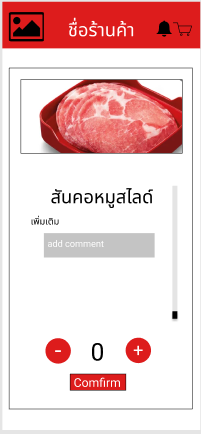 ชื่อร้านค้า
สันคอหมูสไลด์
เพิ่มเติม
add comment
- 0 +
Comfirm